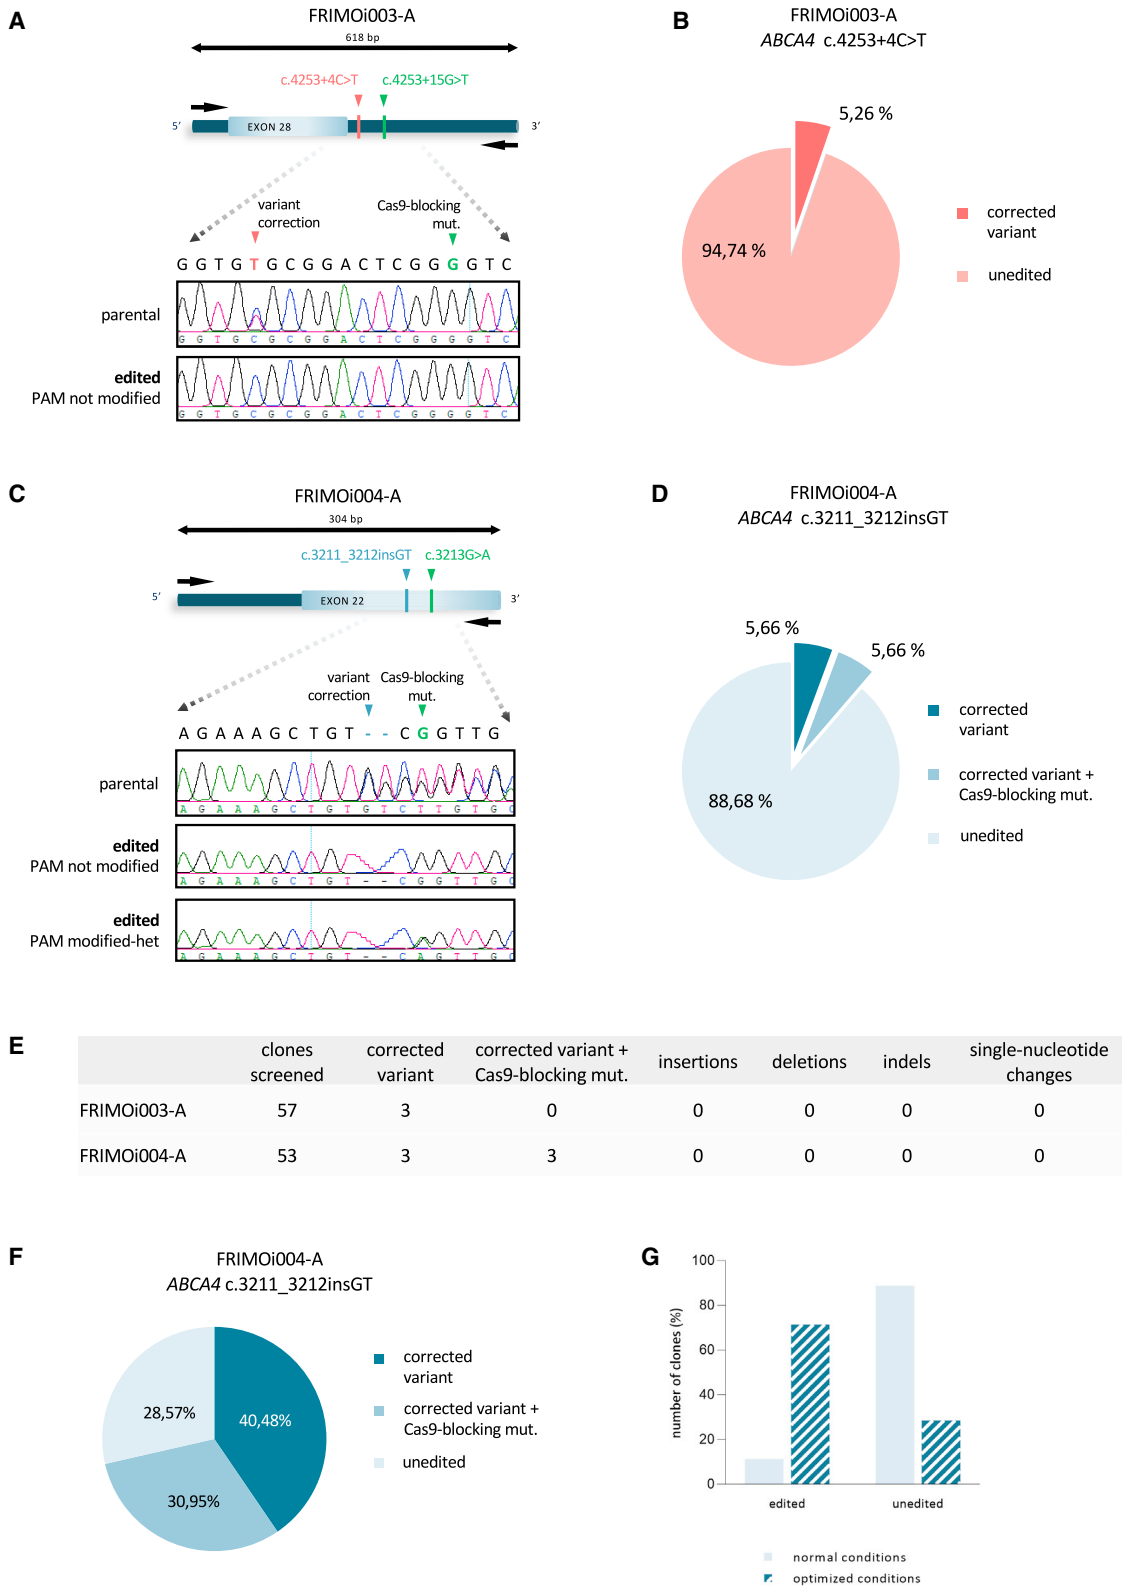 A
FRIMOi003-A
618 bp
c.4253+4C>T
c.4253+15G>T
5′
EXON 28
3′
variant
correction
Cas9-blocking
mut.
G G T G T G C G G A C T C G G G G T C
parental
G G T G C G C G G A C T C G G G G T C
edited
PAM not modified
G G T G C G C G G A C T C G G G G T C
B
FRIMOi003-A
ABCA4 c.4253+4C>T
5,26 %
94,74 %
corrected
variant
unedited
C
FRIMOi004-A
304 bp
c.3211_3212insGT
c.3213G>A
5′
EXON 22
3′
variant
correction
Cas9-blocking
mut.
A G A A A G C T G T - - C G G T T G
parental
A G A A A G C T G T G T C T T G T G C
edited
PAM not modified
A G A A A G C T G T - - C G G T T G C
edited
PAM modified-het
A G A A A G C T G T - - C A G T T G C
D
FRIMOi004-A
ABCA4 c.3211_3212insGT
5,66 %
5,66 %
88,68 %
corrected
variant
corrected variant +
Cas9-blocking mut.
unedited
E
clones
screened
corrected
variant
corrected variant +
Cas9-blocking mut.
insertions
deletions
indels
single-nucleotide
changes
FRIMOi003-A 57 3 0 0 0 0 0
FRIMOi004-A 53 3 3 0 0 0 0
F
FRIMOi004-A
ABCA4 c.3211_3212insGT
28,57%
40,48%
30,95%
corrected
variant
corrected variant +
Cas9-blocking mut.
unedited
G
number of clones (%)
100
80
60
40
20
0
edited
unedited
normal conditions
optimized conditions